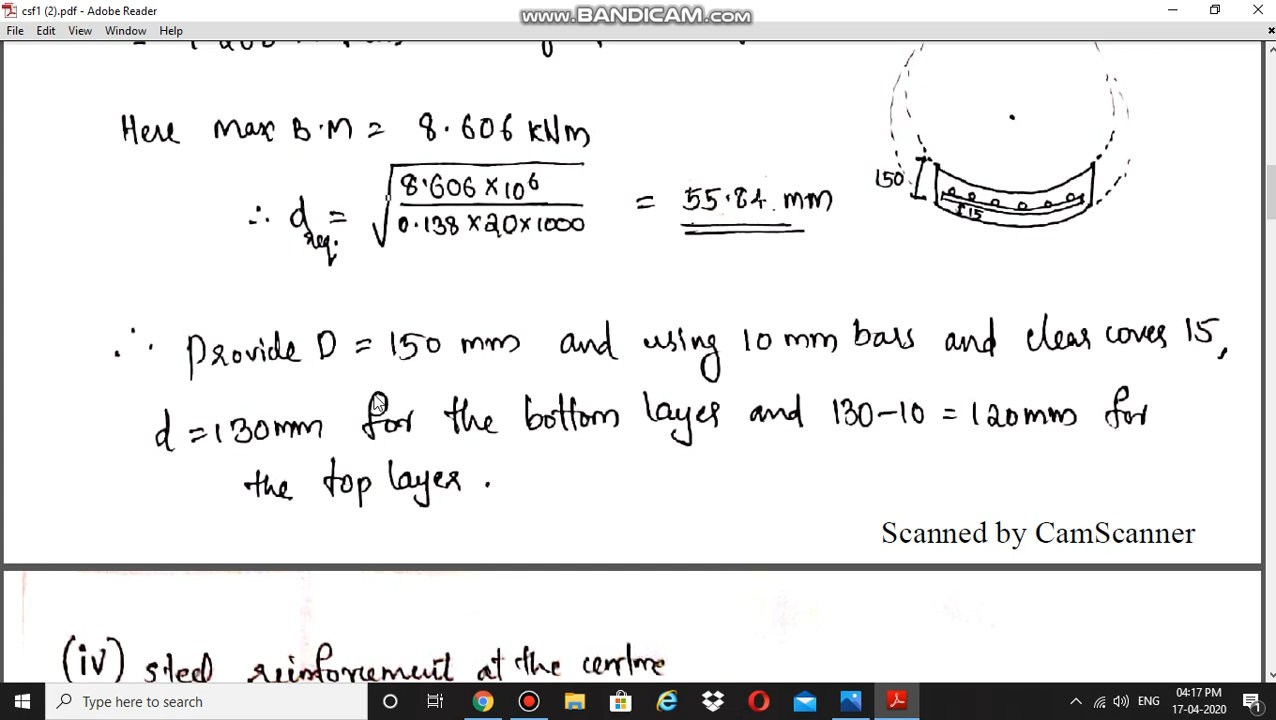 csf1 (2).pdf - Adobe Reader
www.BANDICAM.com
File Edit View Window Help
Here max B.M = 8.606 kNm
∴ d req. = √(8.606 × 10^6 / 0.138 × 20 × 1000) = 55.84 mm
150
15
∴ Provide D = 150 mm and using 10 mm bars and clear cover 15,
d = 130mm for the bottom layer and 130-10 = 120mm for
the top layer.
Scanned by CamScanner
(iv) steel reinforcement at the centre
Type here to search
ENG
04:17 PM
17-04-2020
1